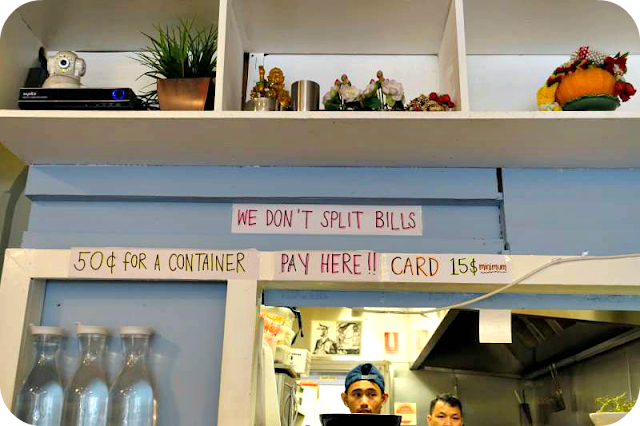 WE DON'T SPLIT BILLS
50¢ FOR A CONTAINER
PAY HERE!!
CARD 15$ minimum
U